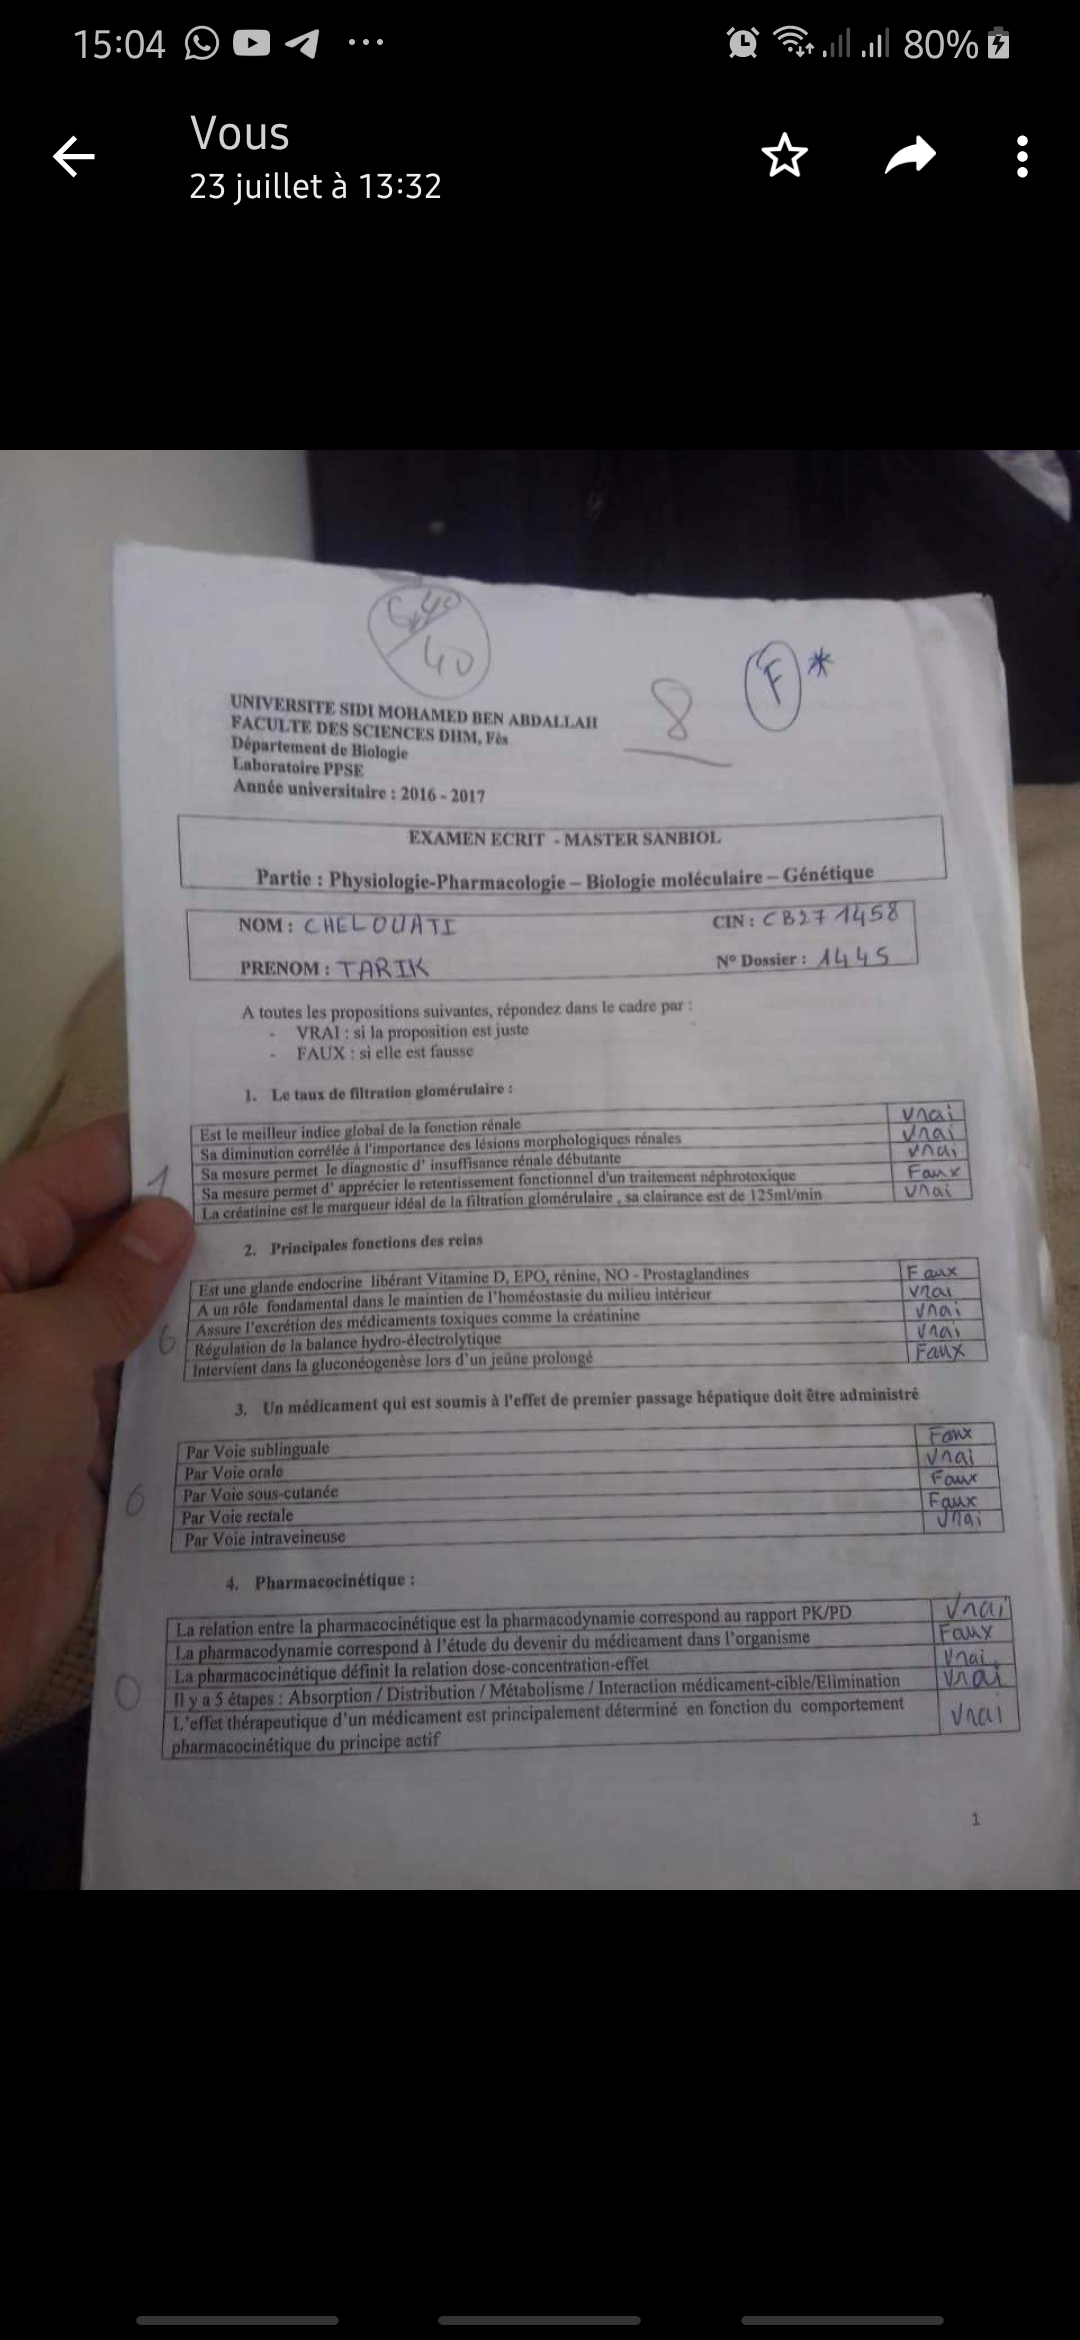 15:04
80%
Vous
23 juillet à 13:32
40
8
F *
UNIVERSITE SIDI MOHAMED BEN ABDALLAH
FACULTE DES SCIENCES DHM, Fès
Département de Biologie
Laboratoire PPSE
Année universitaire : 2016 - 2017
EXAMEN ECRIT - MASTER SANBIOL
Partie : Physiologie-Pharmacologie – Biologie moléculaire – Génétique
NOM : CHELOUATI CIN : CB271458
PRENOM : TARIK N° Dossier : 1445
A toutes les propositions suivantes, répondez dans le cadre par :
- VRAI : si la proposition est juste
- FAUX : si elle est fausse
1. Le taux de filtration glomérulaire :
Est le meilleur indice global de la fonction rénale Vrai
Sa diminution corrélée à l'importance des lésions morphologiques rénales Vrai
Sa mesure permet le diagnostic d' insuffisance rénale débutante Vrai
Sa mesure permet d' apprécier le retentissement fonctionnel d'un traitement néphrotoxique Faux
La créatinine est le marqueur idéal de la filtration glomérulaire , sa clairance est de 125ml/min Vrai
1
2. Principales fonctions des reins
Est une glande endocrine libérant Vitamine D, EPO, rénine, NO - Prostaglandines Faux
A un rôle fondamental dans le maintien de l'homéostasie du milieu intérieur Vrai
Assure l'excrétion des médicaments toxiques comme la créatinine Vrai
Régulation de la balance hydro-électrolytique Vrai
Intervient dans la gluconéogenèse lors d'un jeûne prolongé Faux
3. Un médicament qui est soumis à l'effet de premier passage hépatique doit être administré
Par Voie sublinguale Faux
Par Voie orale Vrai
Par Voie sous-cutanée Faux
Par Voie rectale Faux
Par Voie intraveineuse Vrai
4. Pharmacocinétique :
La relation entre la pharmacocinétique est la pharmacodynamie correspond au rapport PK/PD Vrai
La pharmacodynamie correspond à l'étude du devenir du médicament dans l'organisme Faux
La pharmacocinétique définit la relation dose-concentration-effet Vrai
Il y a 5 étapes : Absorption / Distribution / Métabolisme / Interaction médicament-cible/Elimination Vrai
0
L'effet thérapeutique d'un médicament est principalement déterminé en fonction du comportement
pharmacocinétique du principe actif Vrai
1